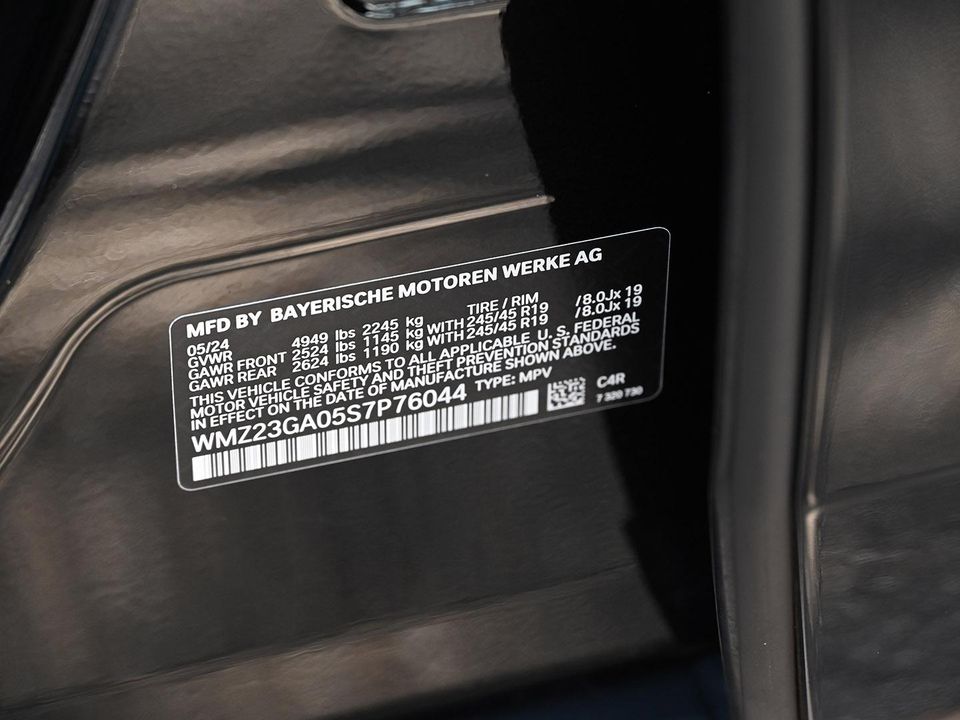 MFD BY BAYERISCHE MOTOREN WERKE AG
05/24 TIRE / RIM
GVWR 4949 lbs 2245 kg
GAWR FRONT 2524 lbs 1145 kg WITH 245/45 R19 /8.0Jx 19
GAWR REAR 2624 lbs 1190 kg WITH 245/45 R19 /8.0Jx 19
THIS VEHICLE CONFORMS TO ALL APPLICABLE U. S. FEDERAL
MOTOR VEHICLE SAFETY AND THEFT PREVENTION STANDARDS
IN EFFECT ON THE DATE OF MANUFACTURE SHOWN ABOVE.
WMZ23GA05S7P76044 TYPE: MPV
C4R
7 320 730